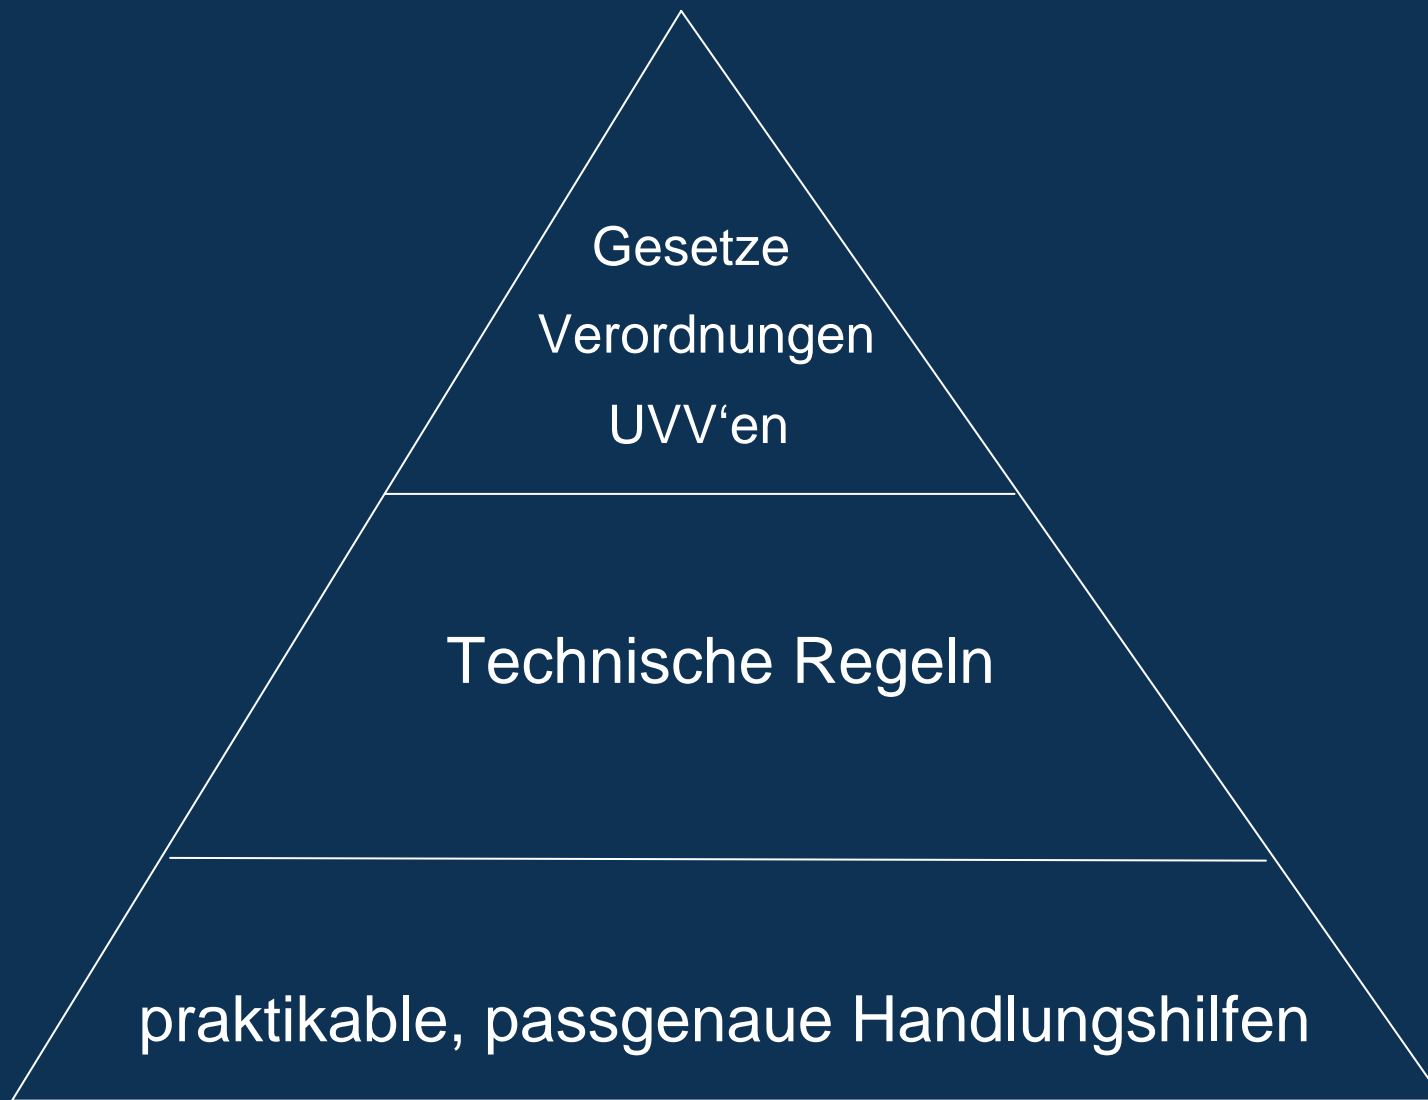 Gesetze
Verordnungen
UVV‘en
Technische Regeln
praktikable, passgenaue Handlungshilfen